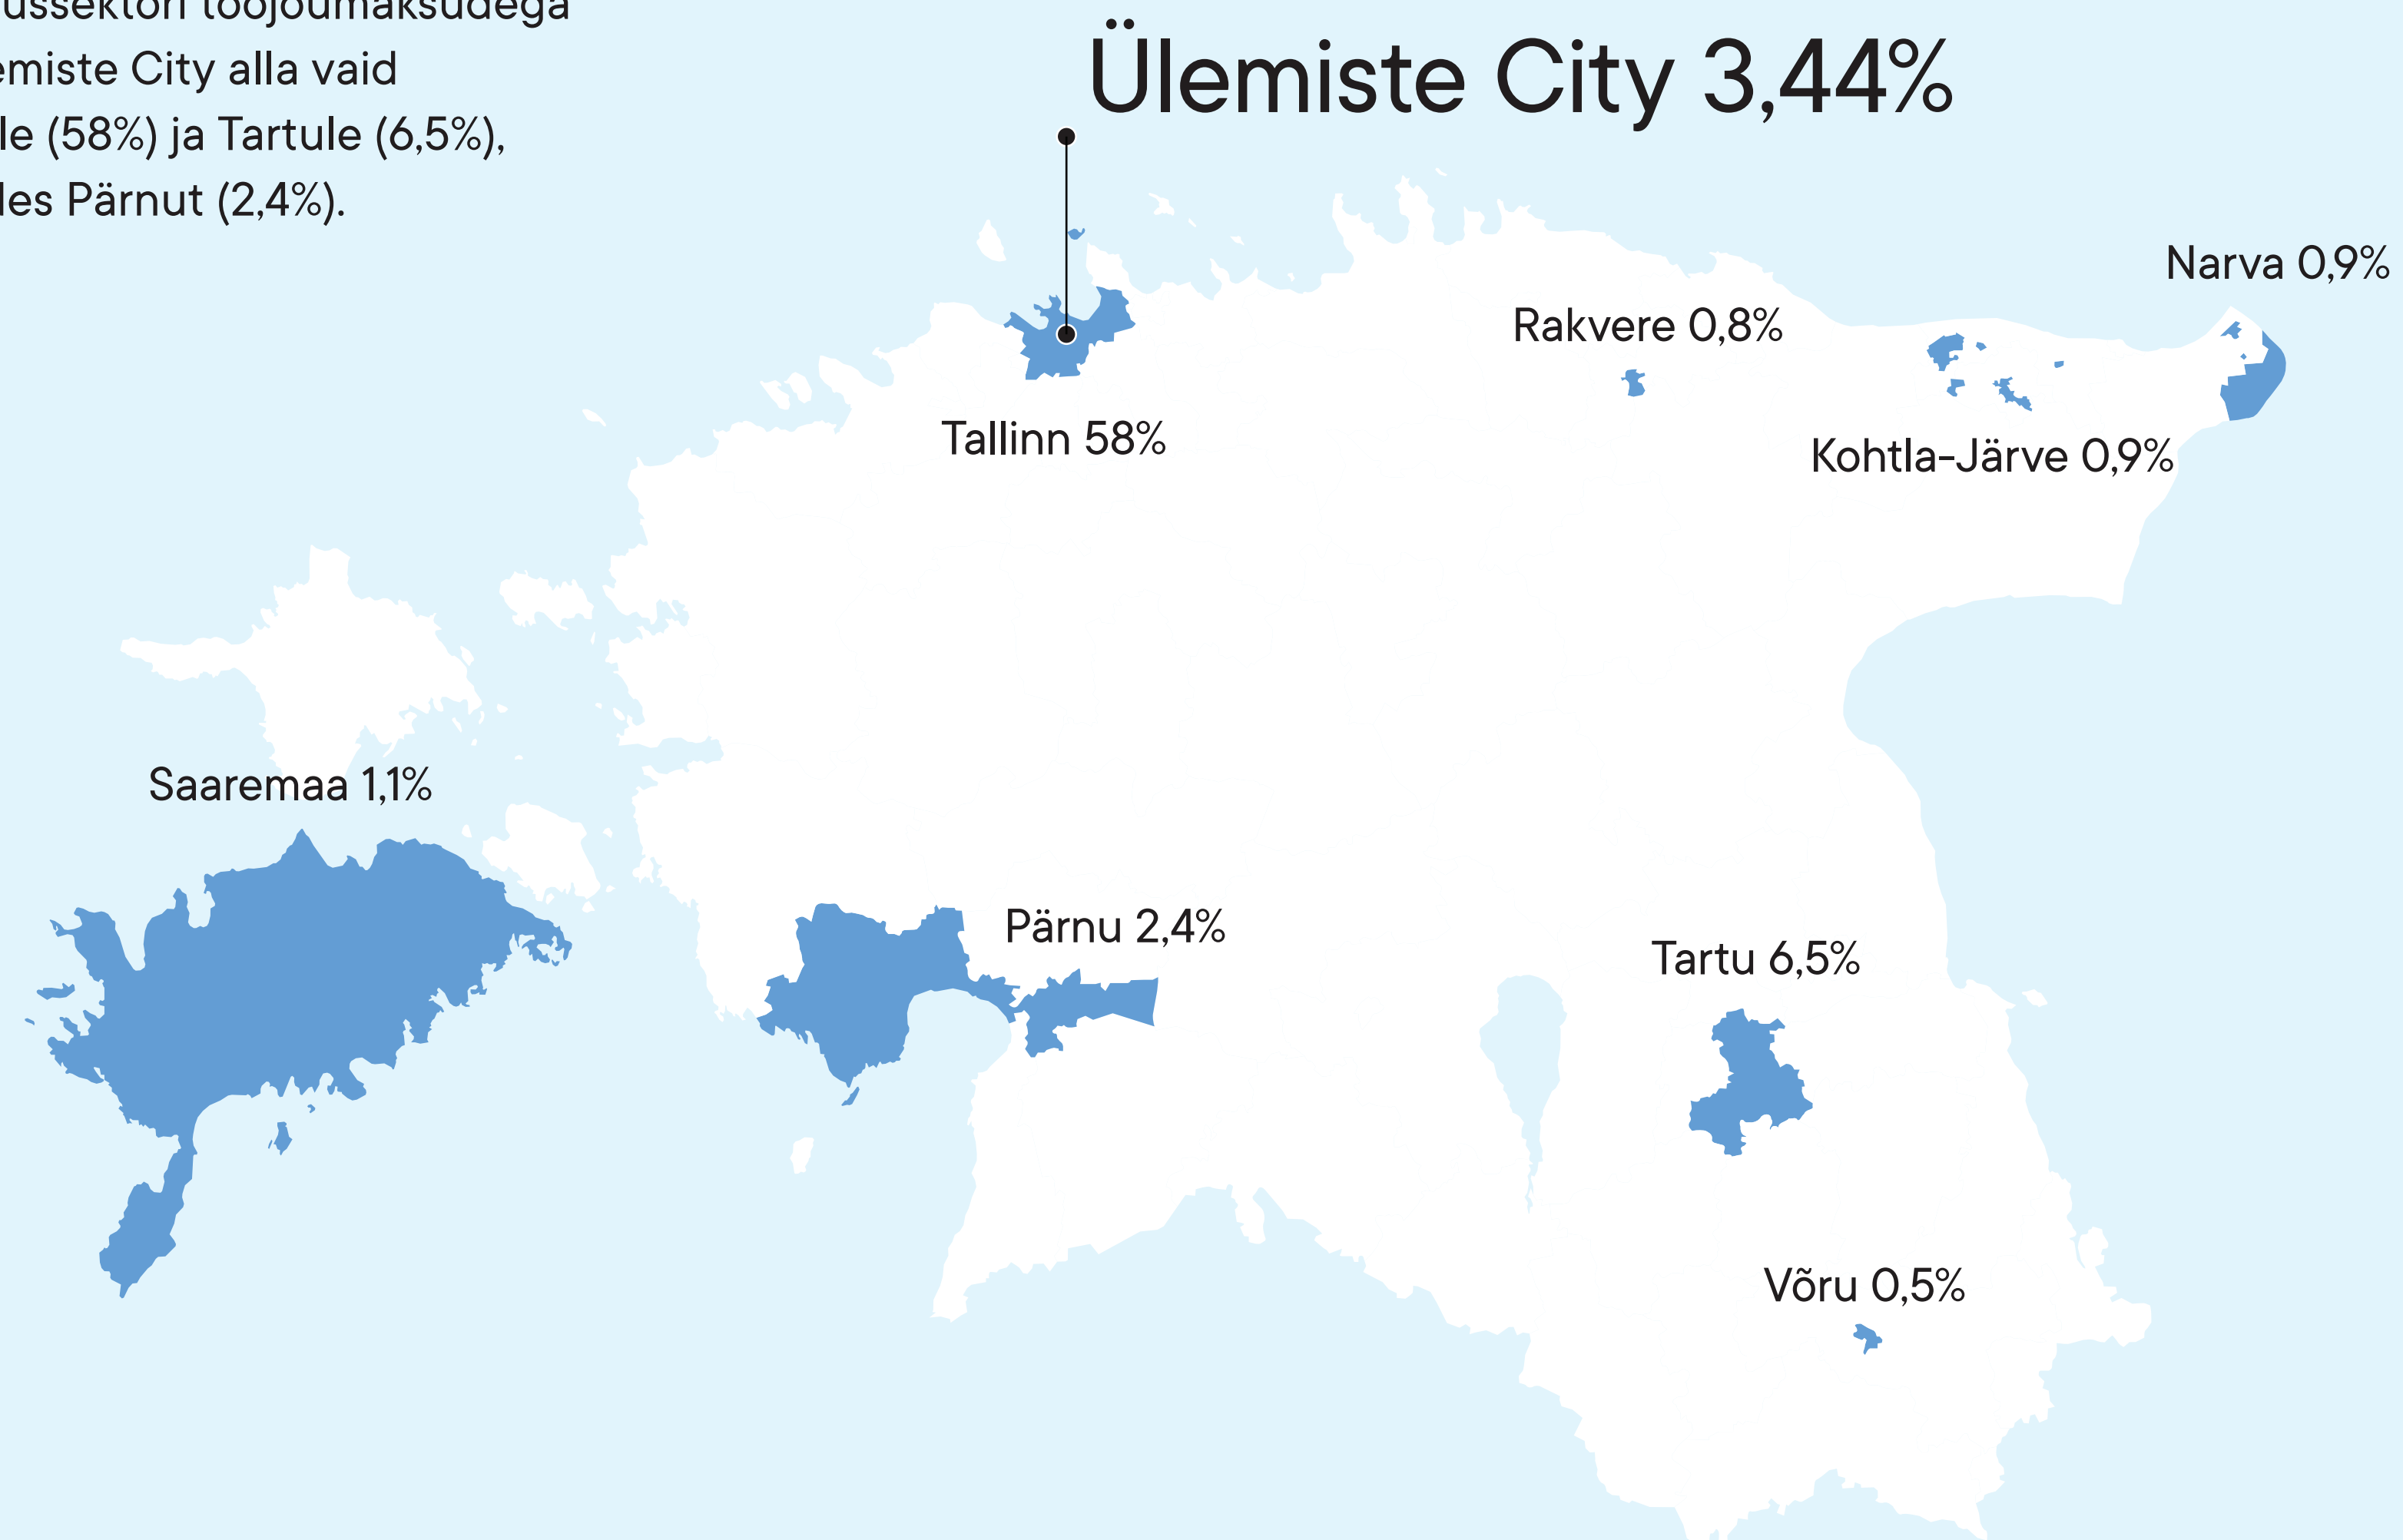 ussektori tööjõumaksudega
emiste City alla vaid
le (58%) ja Tartule (6,5%),
les Pärnut (2,4%).
Ülemiste City 3,44%
Narva 0,9%
Rakvere 0,8%
Tallinn 58%
Kohtla-Järve 0,9%
Saaremaa 1,1%
Pärnu 2,4%
Tartu 6,5%
Võru 0,5%